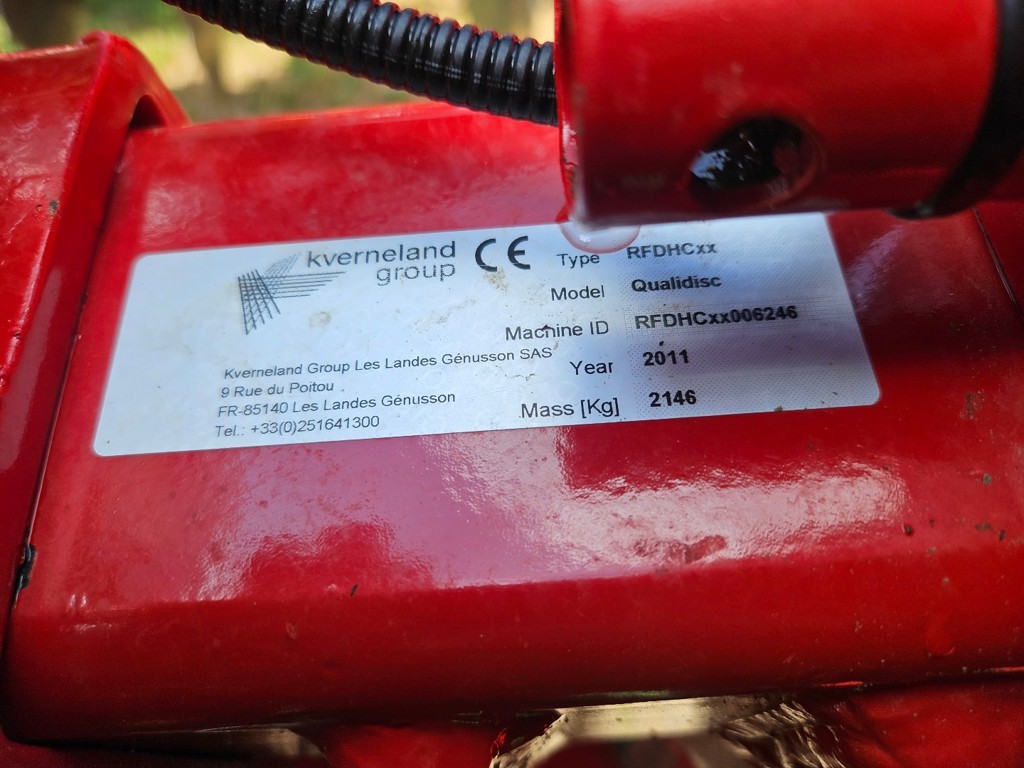 kverneland
group
CE
Type RFDHCxx
Model Qualidisc
Machine ID RFDHCxx006246
Year 2011
Mass [Kg] 2146
Kverneland Group Les Landes Génusson SAS
9 Rue du Poitou
FR-85140 Les Landes Génusson
Tel.: +33(0)251641300